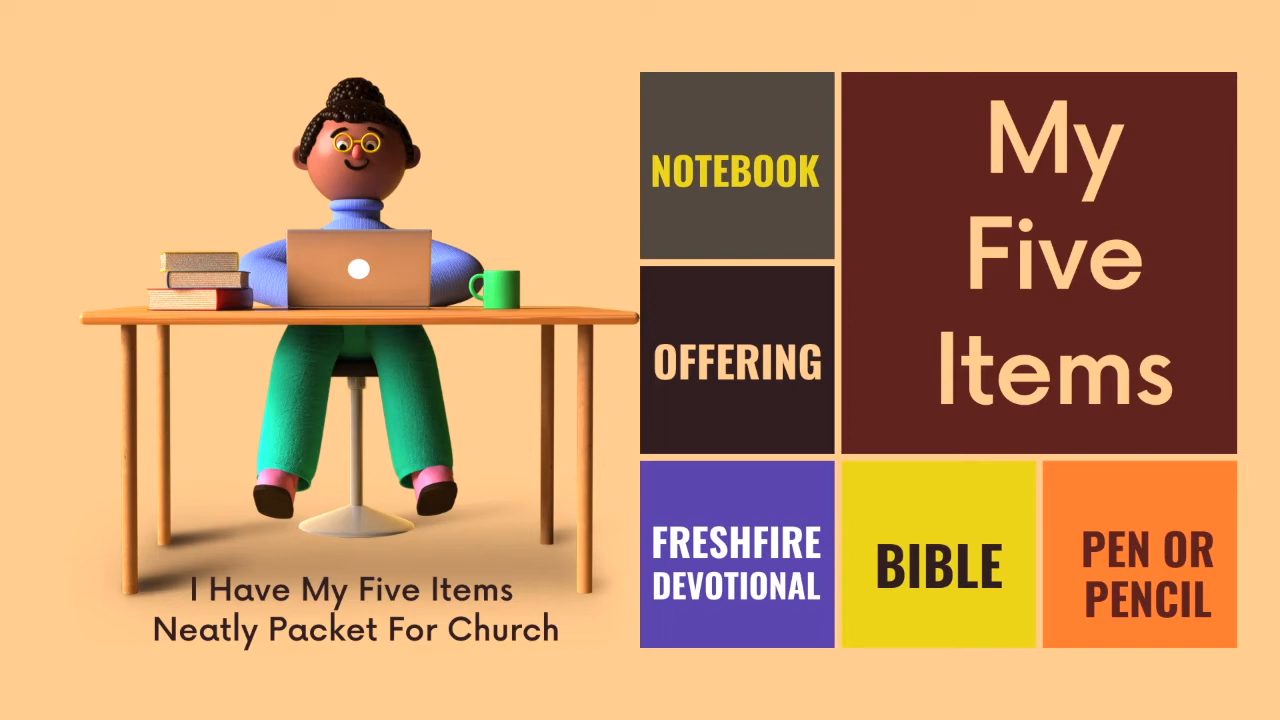 I Have My Five Items
Neatly Packet For Church
NOTEBOOK
OFFERING
FRESHFIRE
DEVOTIONAL
My
Five
Items
BIBLE
PEN OR
PENCIL